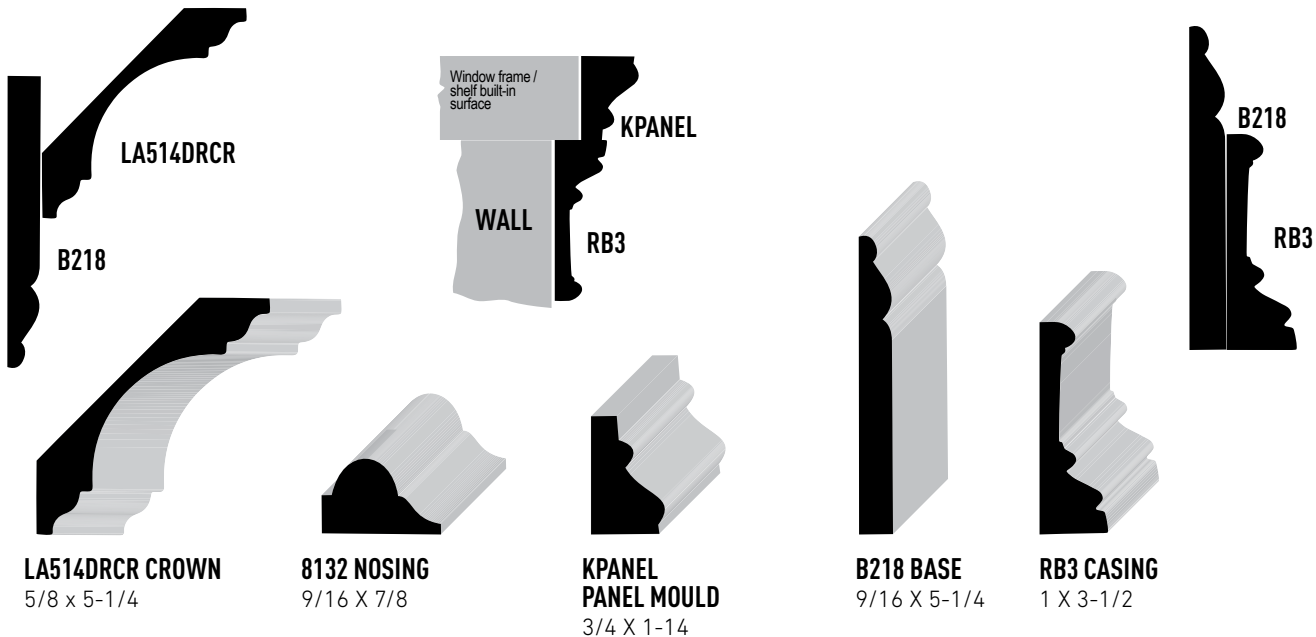 Window frame /
shelf built-in
surface
KPANEL
B218
LA514DRCR
WALL
RB3
RB3
B218
LA514DRCR CROWN
5/8 x 5-1/4
8132 NOSING
9/16 X 7/8
KPANEL
PANEL MOULD
3/4 X 1-14
B218 BASE
9/16 X 5-1/4
RB3 CASING
1 X 3-1/2